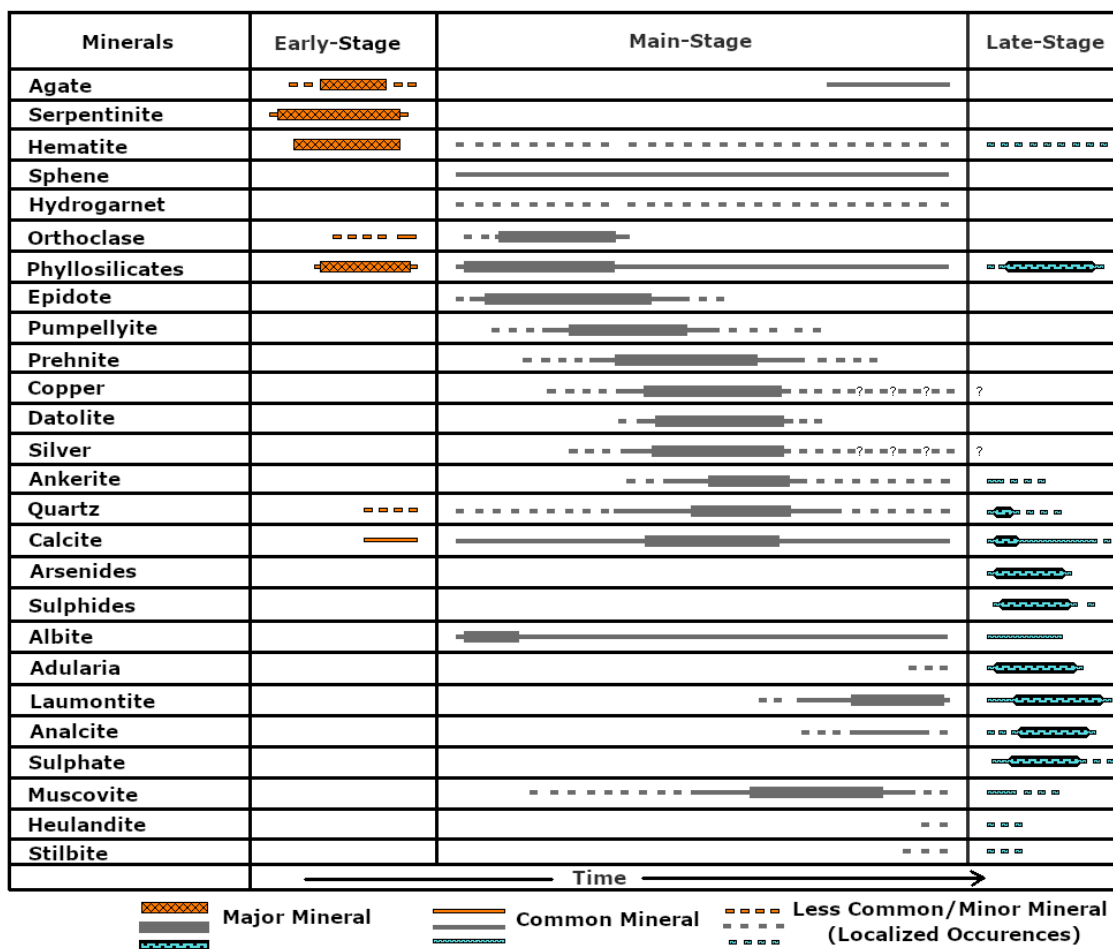 Minerals Early-Stage Main-Stage Late-Stage
Agate
Serpentinite
Hematite
Sphene
Hydrogarnet
Orthoclase
Phyllosilicates
Epidote
Pumpellyite
Prehnite
Copper ? ? ? ?
Datolite
Silver ? ? ? ?
Ankerite
Quartz
Calcite
Arsenides
Sulphides
Albite
Adularia
Laumontite
Analcite
Sulphate
Muscovite
Heulandite
Stilbite
Time
Major Mineral Common Mineral Less Common/Minor Mineral
(Localized Occurences)